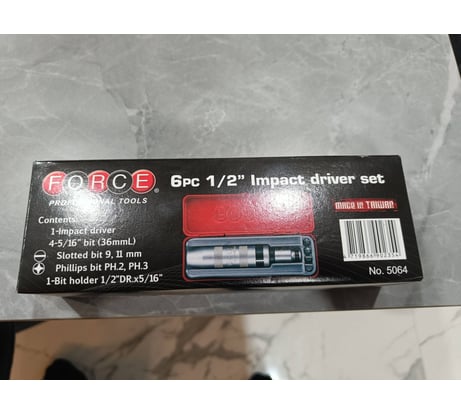 FORCE®
PROFESSIONAL TOOLS
6PC 1/2" Impact driver set
MADE IN TAIWAN
Contents:
1-Impact driver
4-5/16" bit (36mmL)
Slotted bit 9, 11 mm
Phillips bit PH.2, PH.3
1-Bit holder 1/2"DR.x5/16"
No. 5064